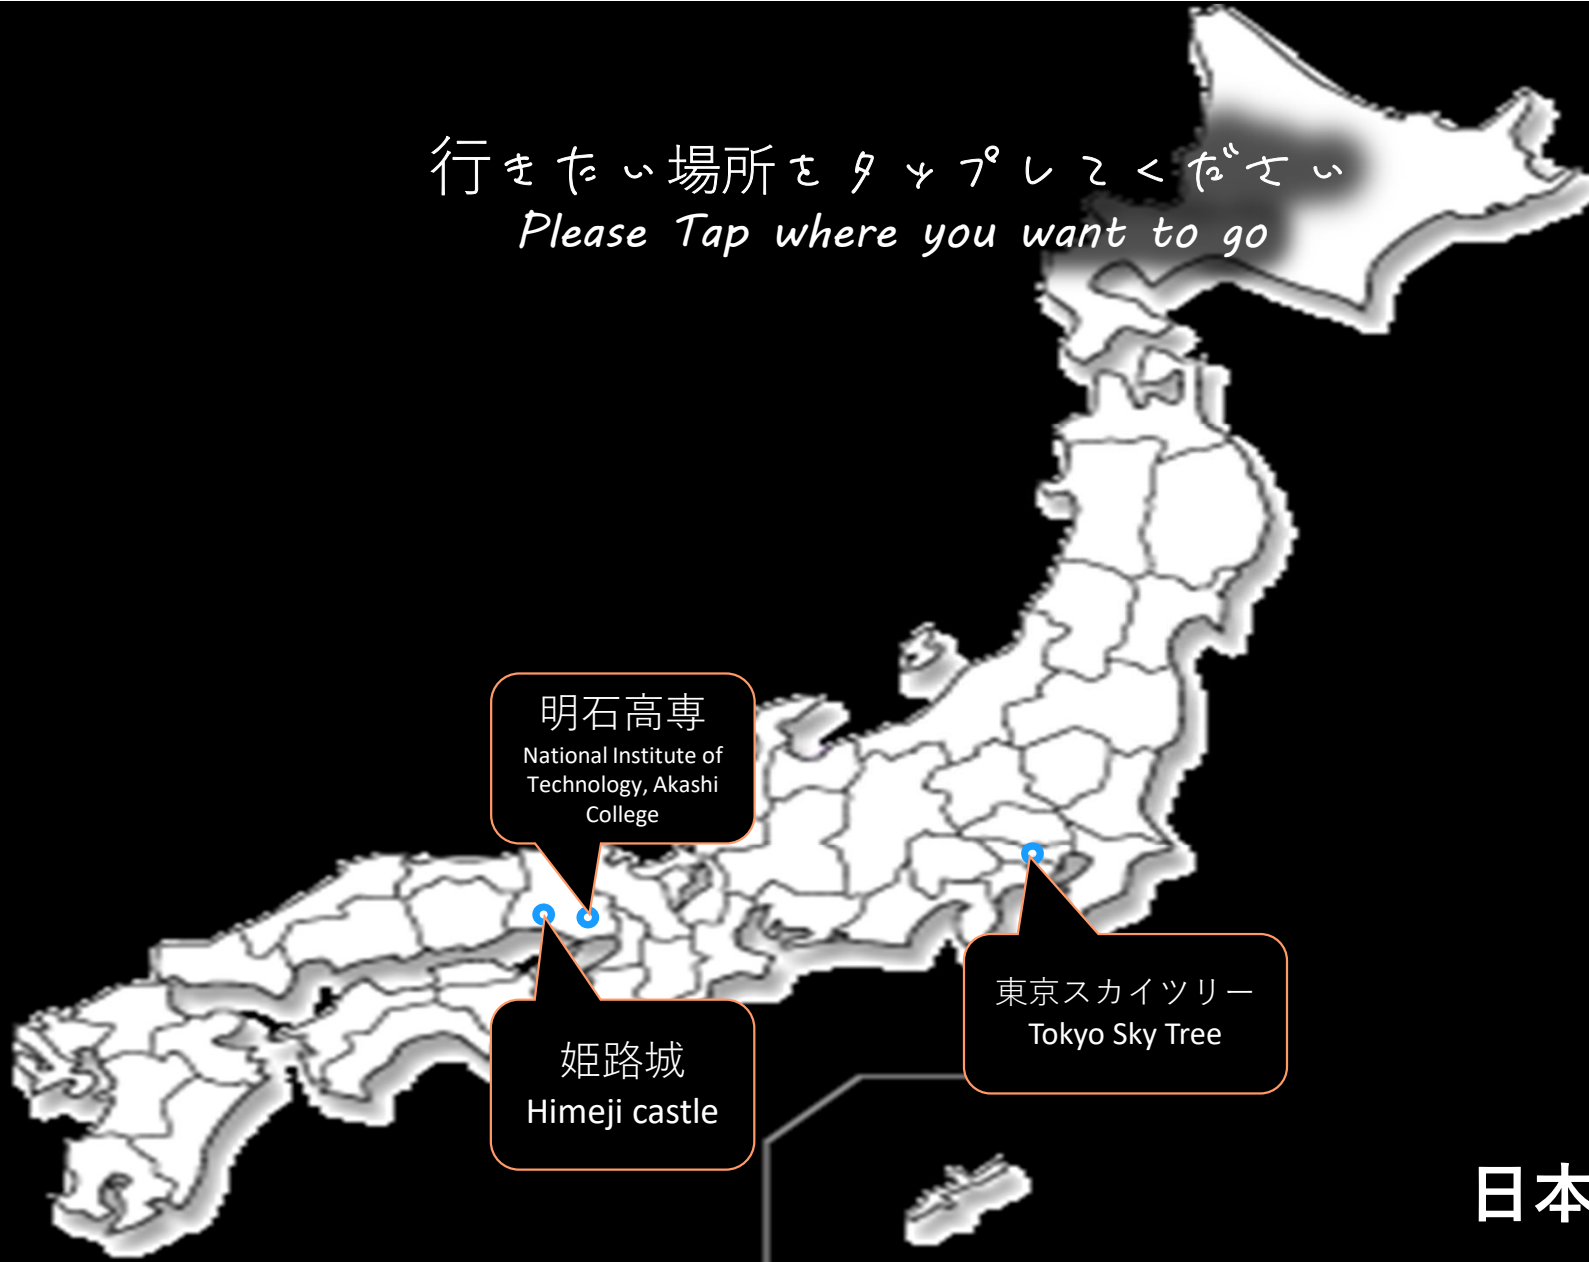 行きたい場所をタップしてください
Please Tap where you want to go
明石高専
National Institute of
Technology, Akashi
College
姫路城
Himeji castle
東京スカイツリー
Tokyo Sky Tree
日本